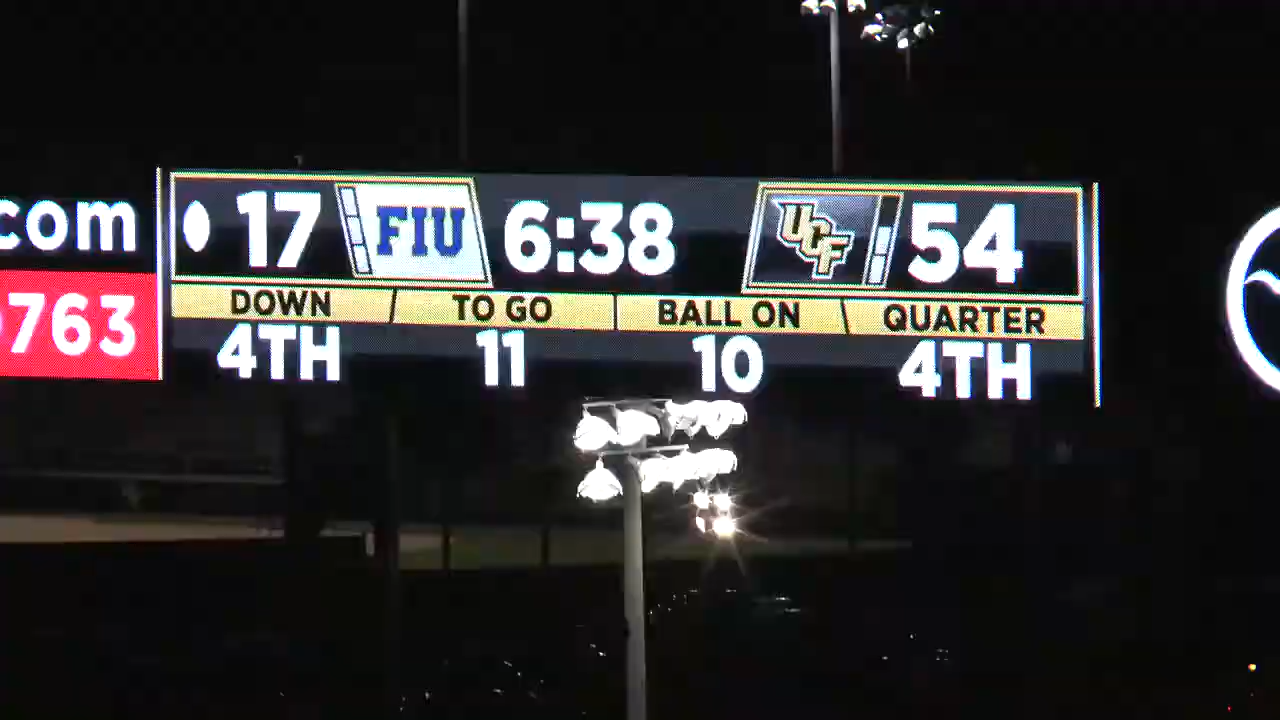 com
763
17 FIU 6:38 UCF 54
DOWN TO GO BALL ON QUARTER
4TH 11 10 4TH